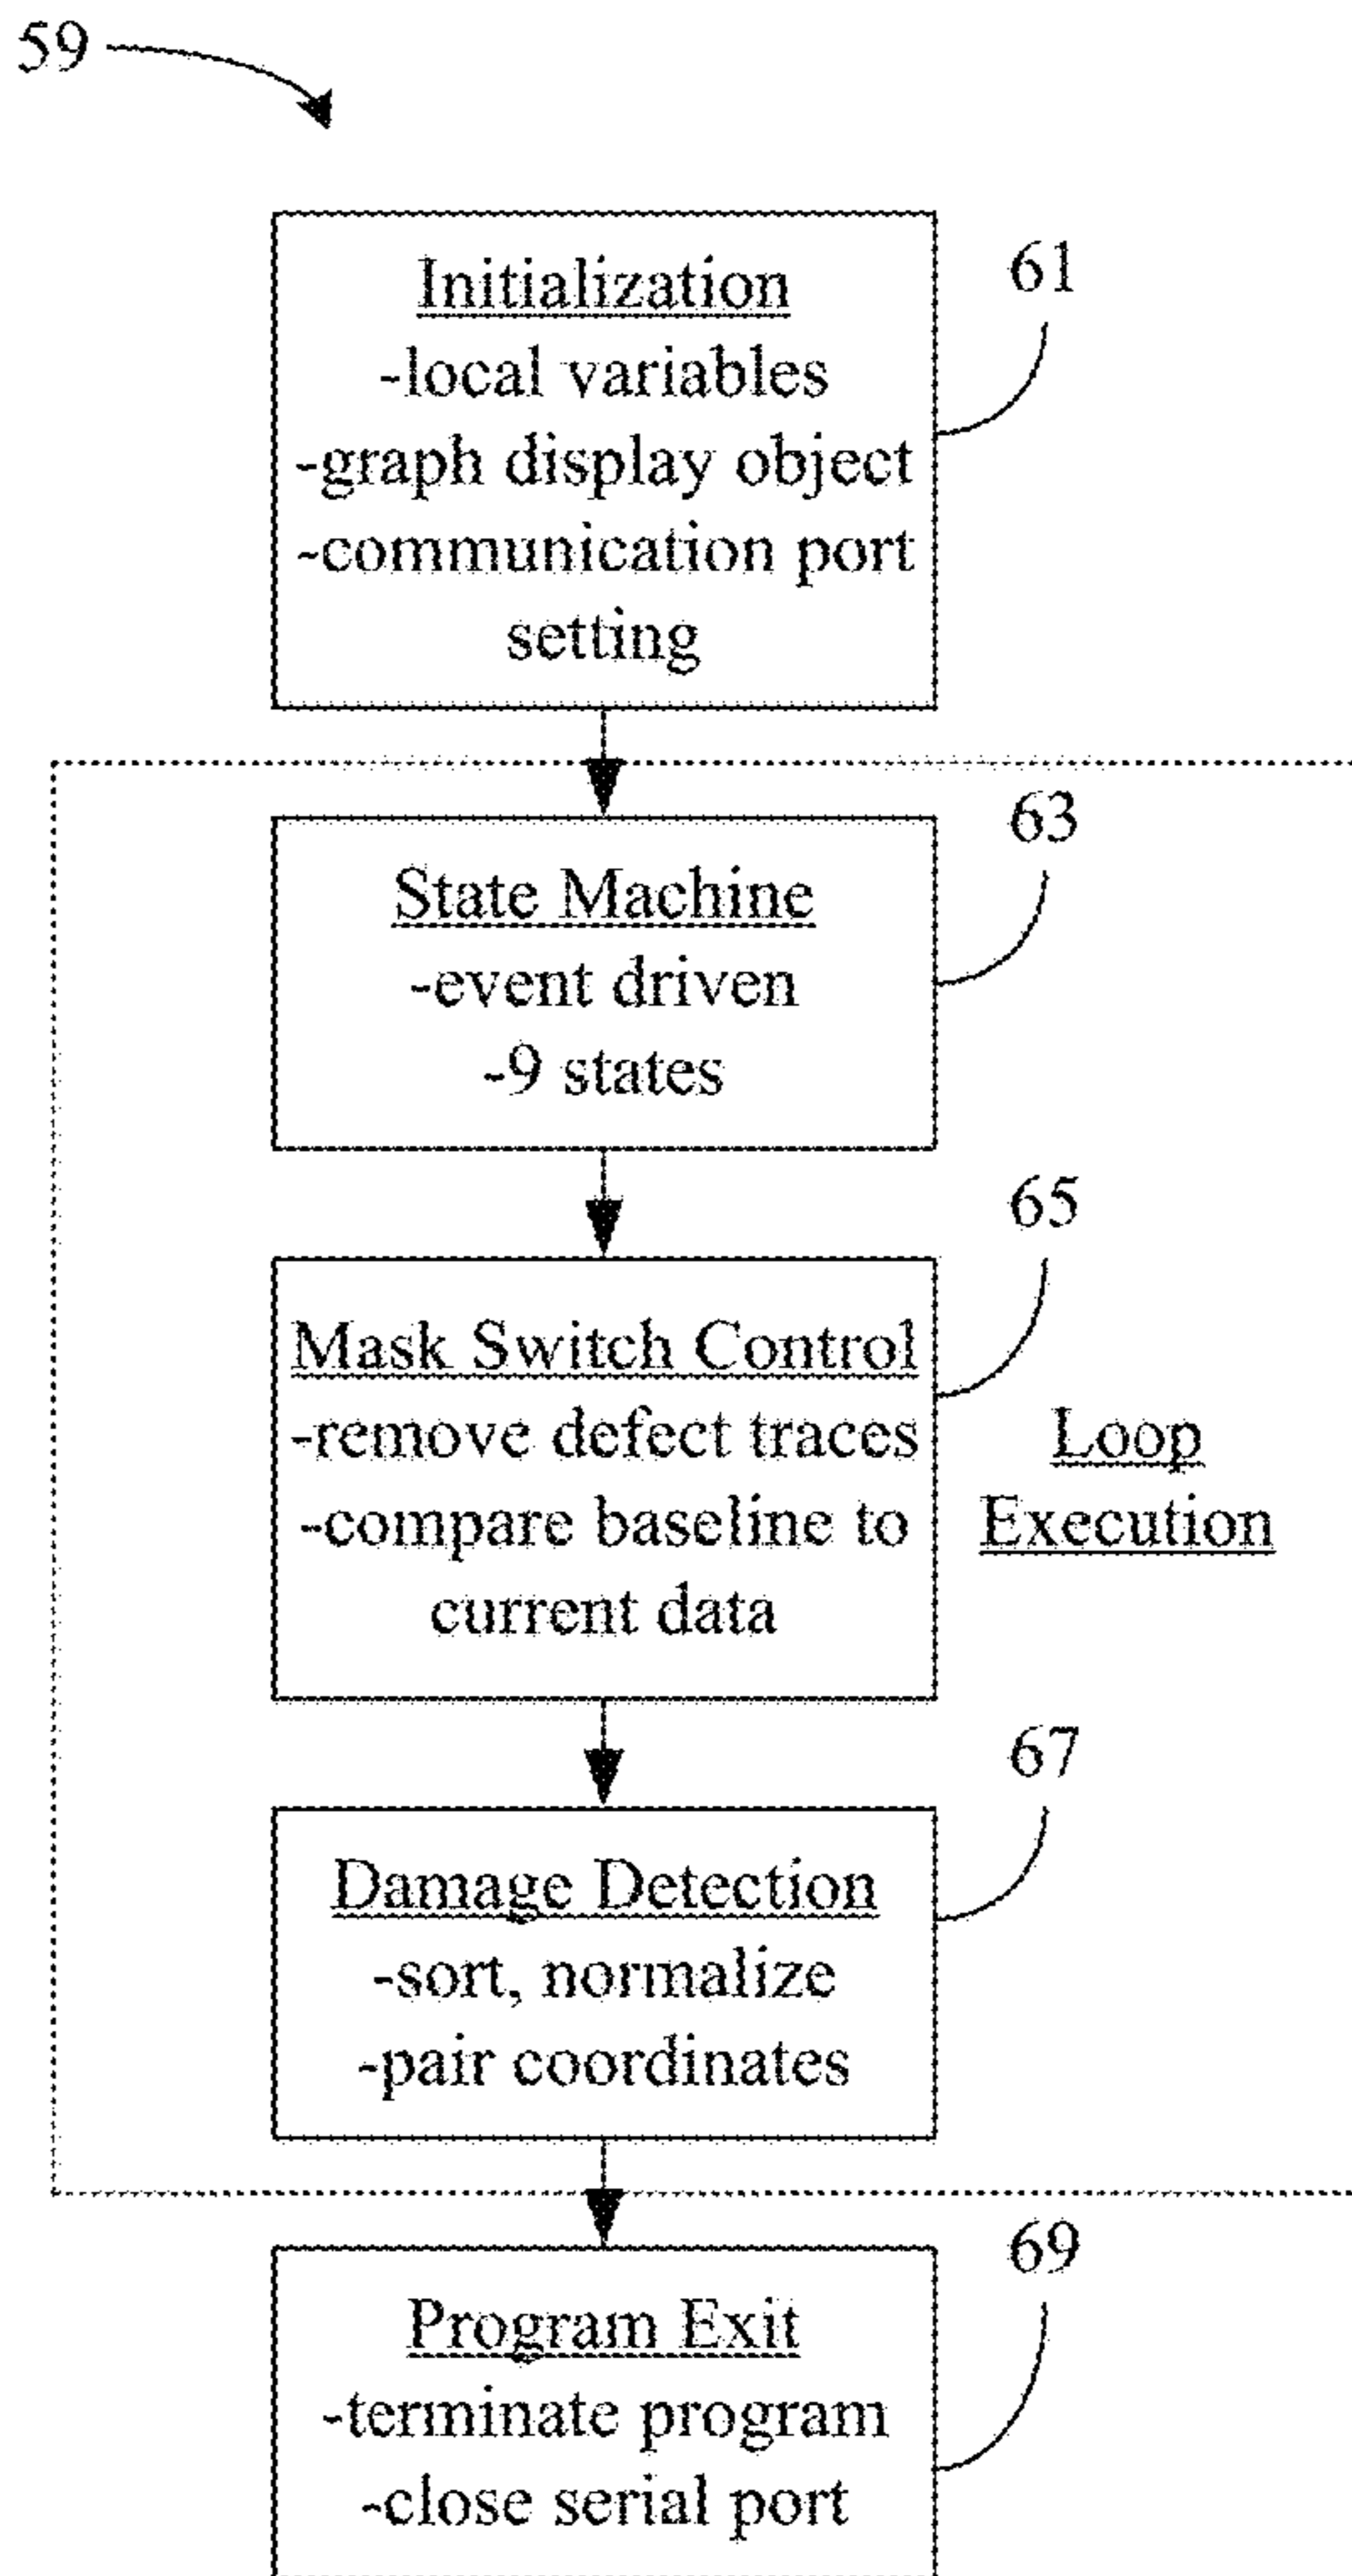 59
Initialization
-local variables
-graph display object
-communication port
setting
61
State Machine
-event driven
-9 states
63
Mask Switch Control
-remove defect traces
-compare baseline to
current data
65
Loop
Execution
Damage Detection
-sort, normalize
-pair coordinates
67
Program Exit
-terminate program
-close serial port
69